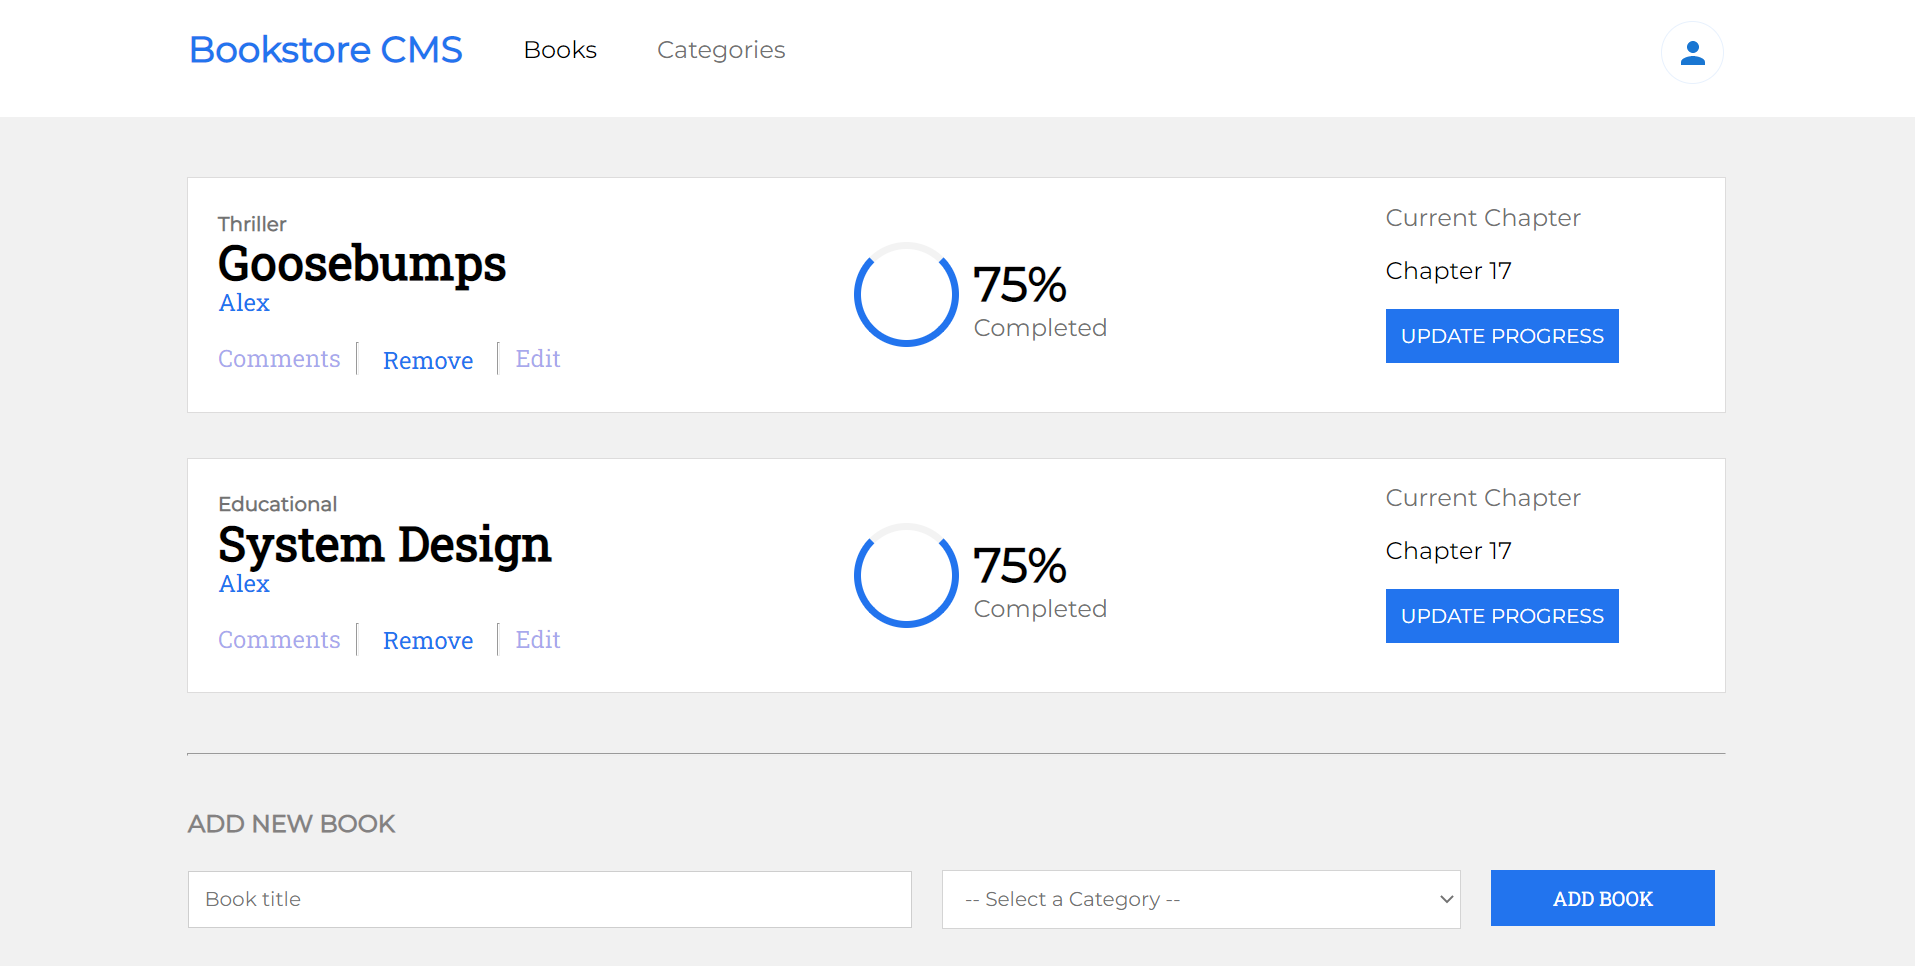 Bookstore CMS Books Categories
Thriller
Goosebumps
Alex
Comments Remove Edit
75%
Completed
Current Chapter
Chapter 17
UPDATE PROGRESS
Educational
System Design
Alex
Comments Remove Edit
75%
Completed
Current Chapter
Chapter 17
UPDATE PROGRESS
ADD NEW BOOK
Book title -- Select a Category -- ADD BOOK